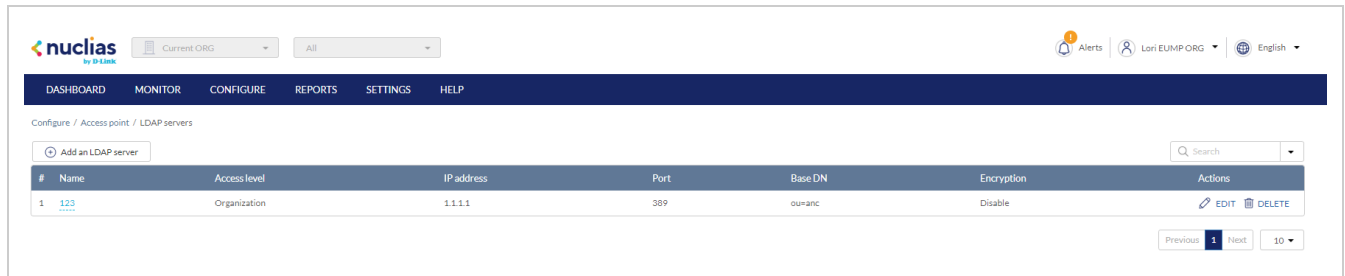 nuclias Current ORG All ! Alerts Lori EUMP ORG English
by D-Link
DASHBOARD MONITOR CONFIGURE REPORTS SETTINGS HELP
Configure / Access point / LDAP servers
Add an LDAP server Search
# Name Access level IP address Port Base DN Encryption Actions
1 123 Organization 1.1.1.1 389 ou=anc Disable EDIT DELETE
Previous 1 Next 10